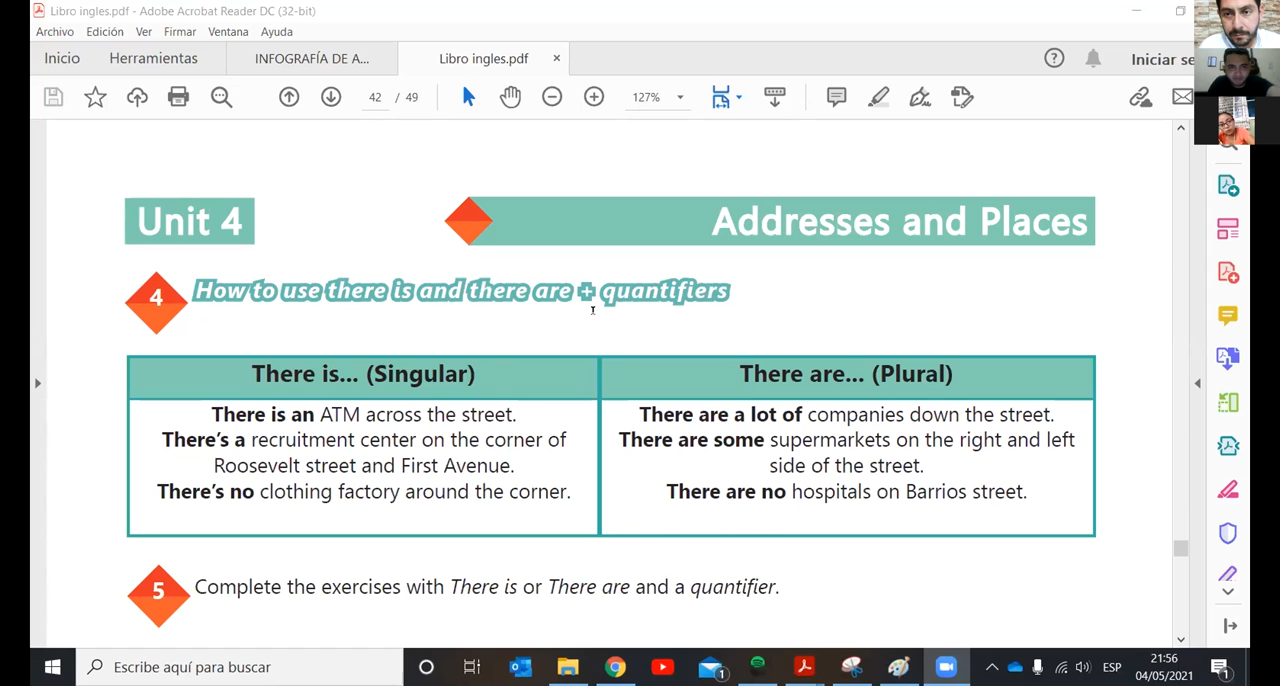 Libro ingles.pdf - Adobe Acrobat Reader DC (32-bit)
Archivo Edición Ver Firmar Ventana Ayuda
Inicio Herramientas INFOGRAFÍA DE A... Libro ingles.pdf × Iniciar se
42 / 49 127%
Unit 4 Addresses and Places
4 How to use there is and there are + quantifiers
There is... (Singular) There are... (Plural)
There is an ATM across the street.
There's a recruitment center on the corner of
Roosevelt street and First Avenue.
There's no clothing factory around the corner.
There are a lot of companies down the street.
There are some supermarkets on the right and left
side of the street.
There are no hospitals on Barrios street.
5 Complete the exercises with There is or There are and a quantifier.
Escribe aquí para buscar
1
ESP
21:56
04/05/2021
1